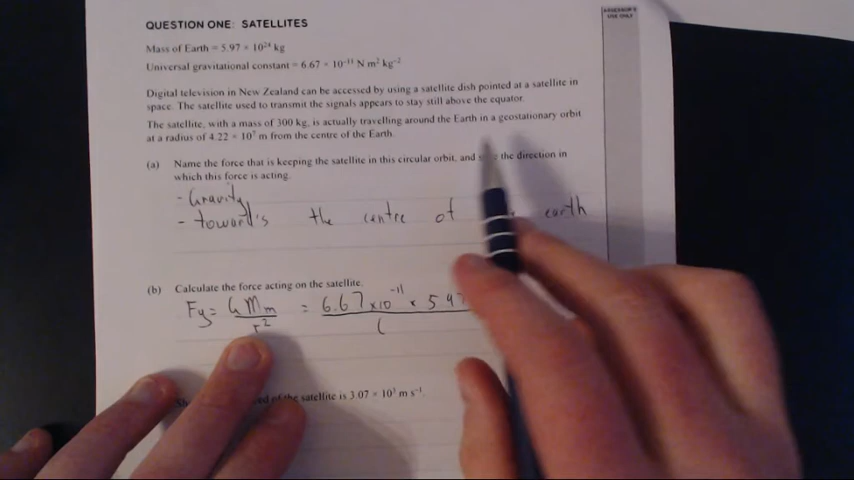 ASSESSOR'S
USE ONLY
QUESTION ONE: SATELLITES
Mass of Earth = 5.97 × 10²⁴ kg
Universal gravitational constant = 6.67 × 10⁻¹¹ N m² kg⁻²
Digital television in New Zealand can be accessed by using a satellite dish pointed at a satellite in
space. The satellite used to transmit the signals appears to stay still above the equator.
The satellite, with a mass of 300 kg, is actually travelling around the Earth in a geostationary orbit
at a radius of 4.22 × 10⁷ m from the centre of the Earth.
(a) Name the force that is keeping the satellite in this circular orbit, and the direction in
which this force is acting.
- Gravity
- toward's the centre of earth
(b) Calculate the force acting on the satellite.
Fg = GMm = 6.67 × 10⁻¹¹ × 5.97
r² (
of the satellite is 3.07 × 10³ m s⁻¹.